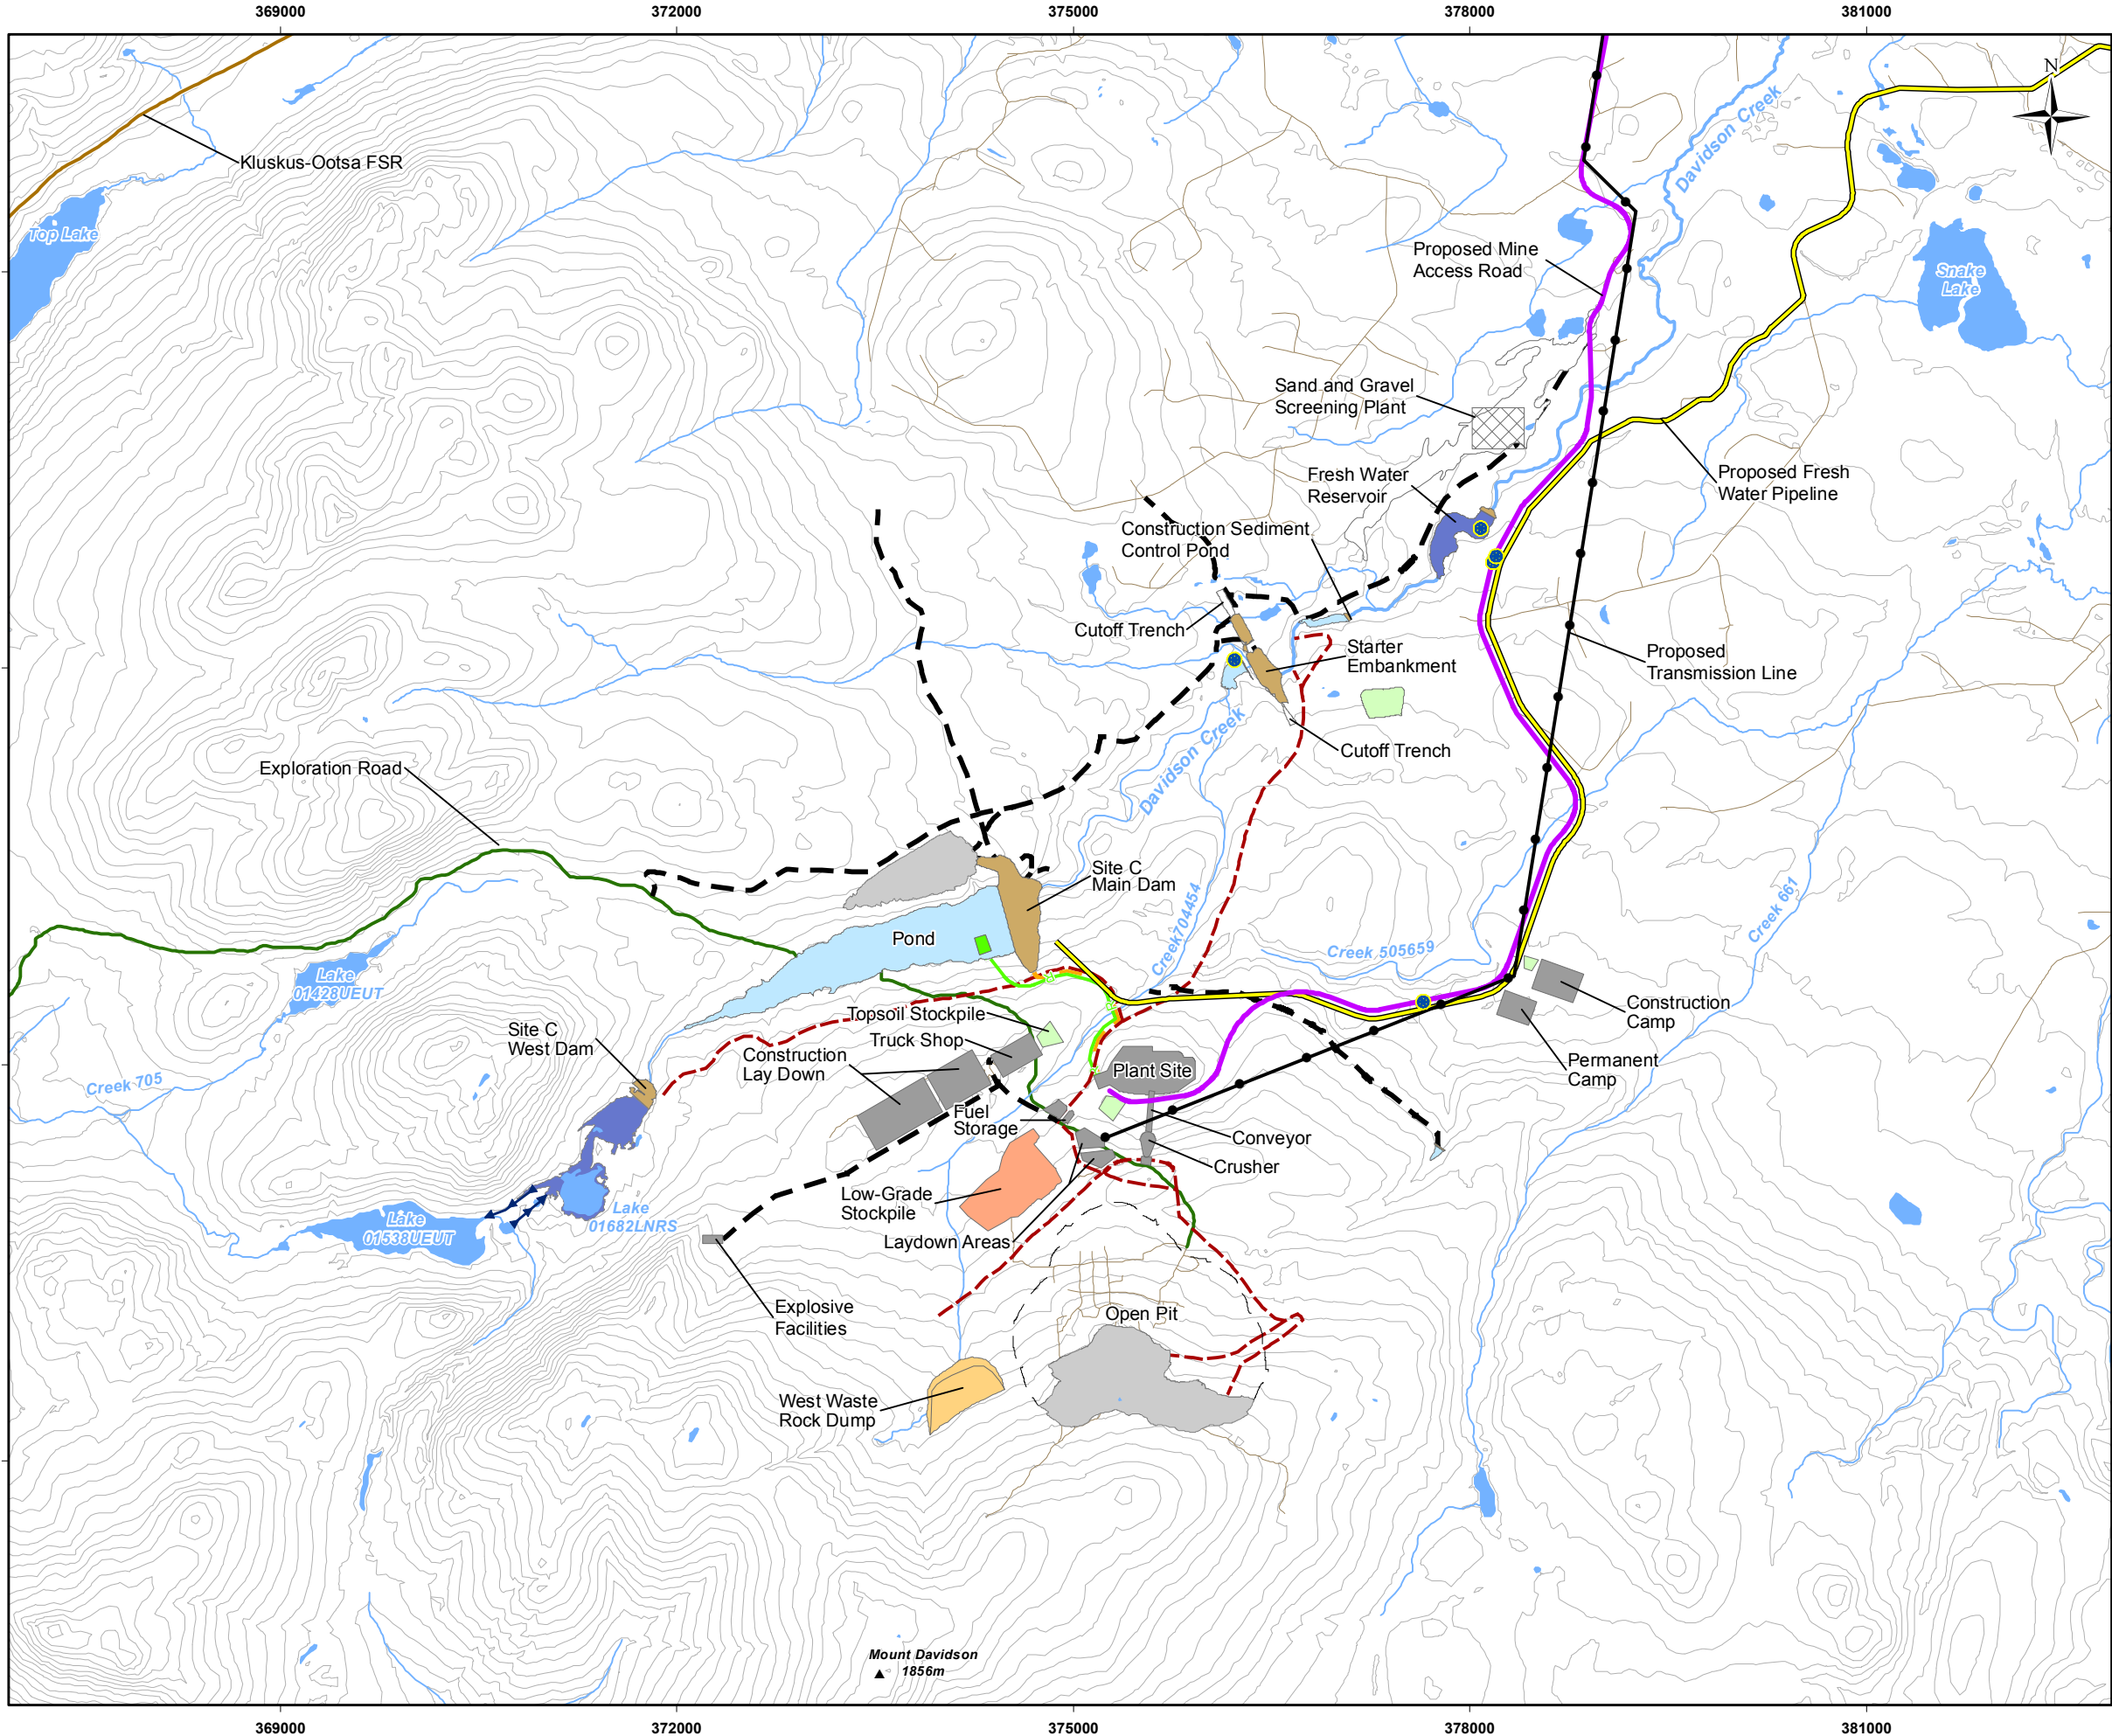 369000
372000
375000
378000
381000
N
Kluskus-Ootsa FSR
Davidson Creek
Top Lake
Proposed Mine
Access Road
Snake
Lake
Sand and Gravel
Screening Plant
Fresh Water
Reservoir
Proposed Fresh
Water Pipeline
Construction Sediment
Control Pond
Cutoff Trench
Starter
Embankment
Proposed
Transmission Line
Davidson Creek
Cutoff Trench
Exploration Road
Site C
Main Dam
Pond
Creek704454
Creek 505659
Creek 661
Lake
01428UEUT
Construction
Camp
Topsoil Stockpile
Site C
West Dam
Truck Shop
Construction
Lay Down
Plant Site
Permanent
Camp
Creek 705
Fuel
Storage
Conveyor
Crusher
Low-Grade
Stockpile
Lake
01682LNRS
Lake
01538UEUT
Laydown Areas
Explosive
Facilities
Open Pit
West Waste
Rock Dump
Mount Davidson
1856m
369000
372000
375000
378000
381000